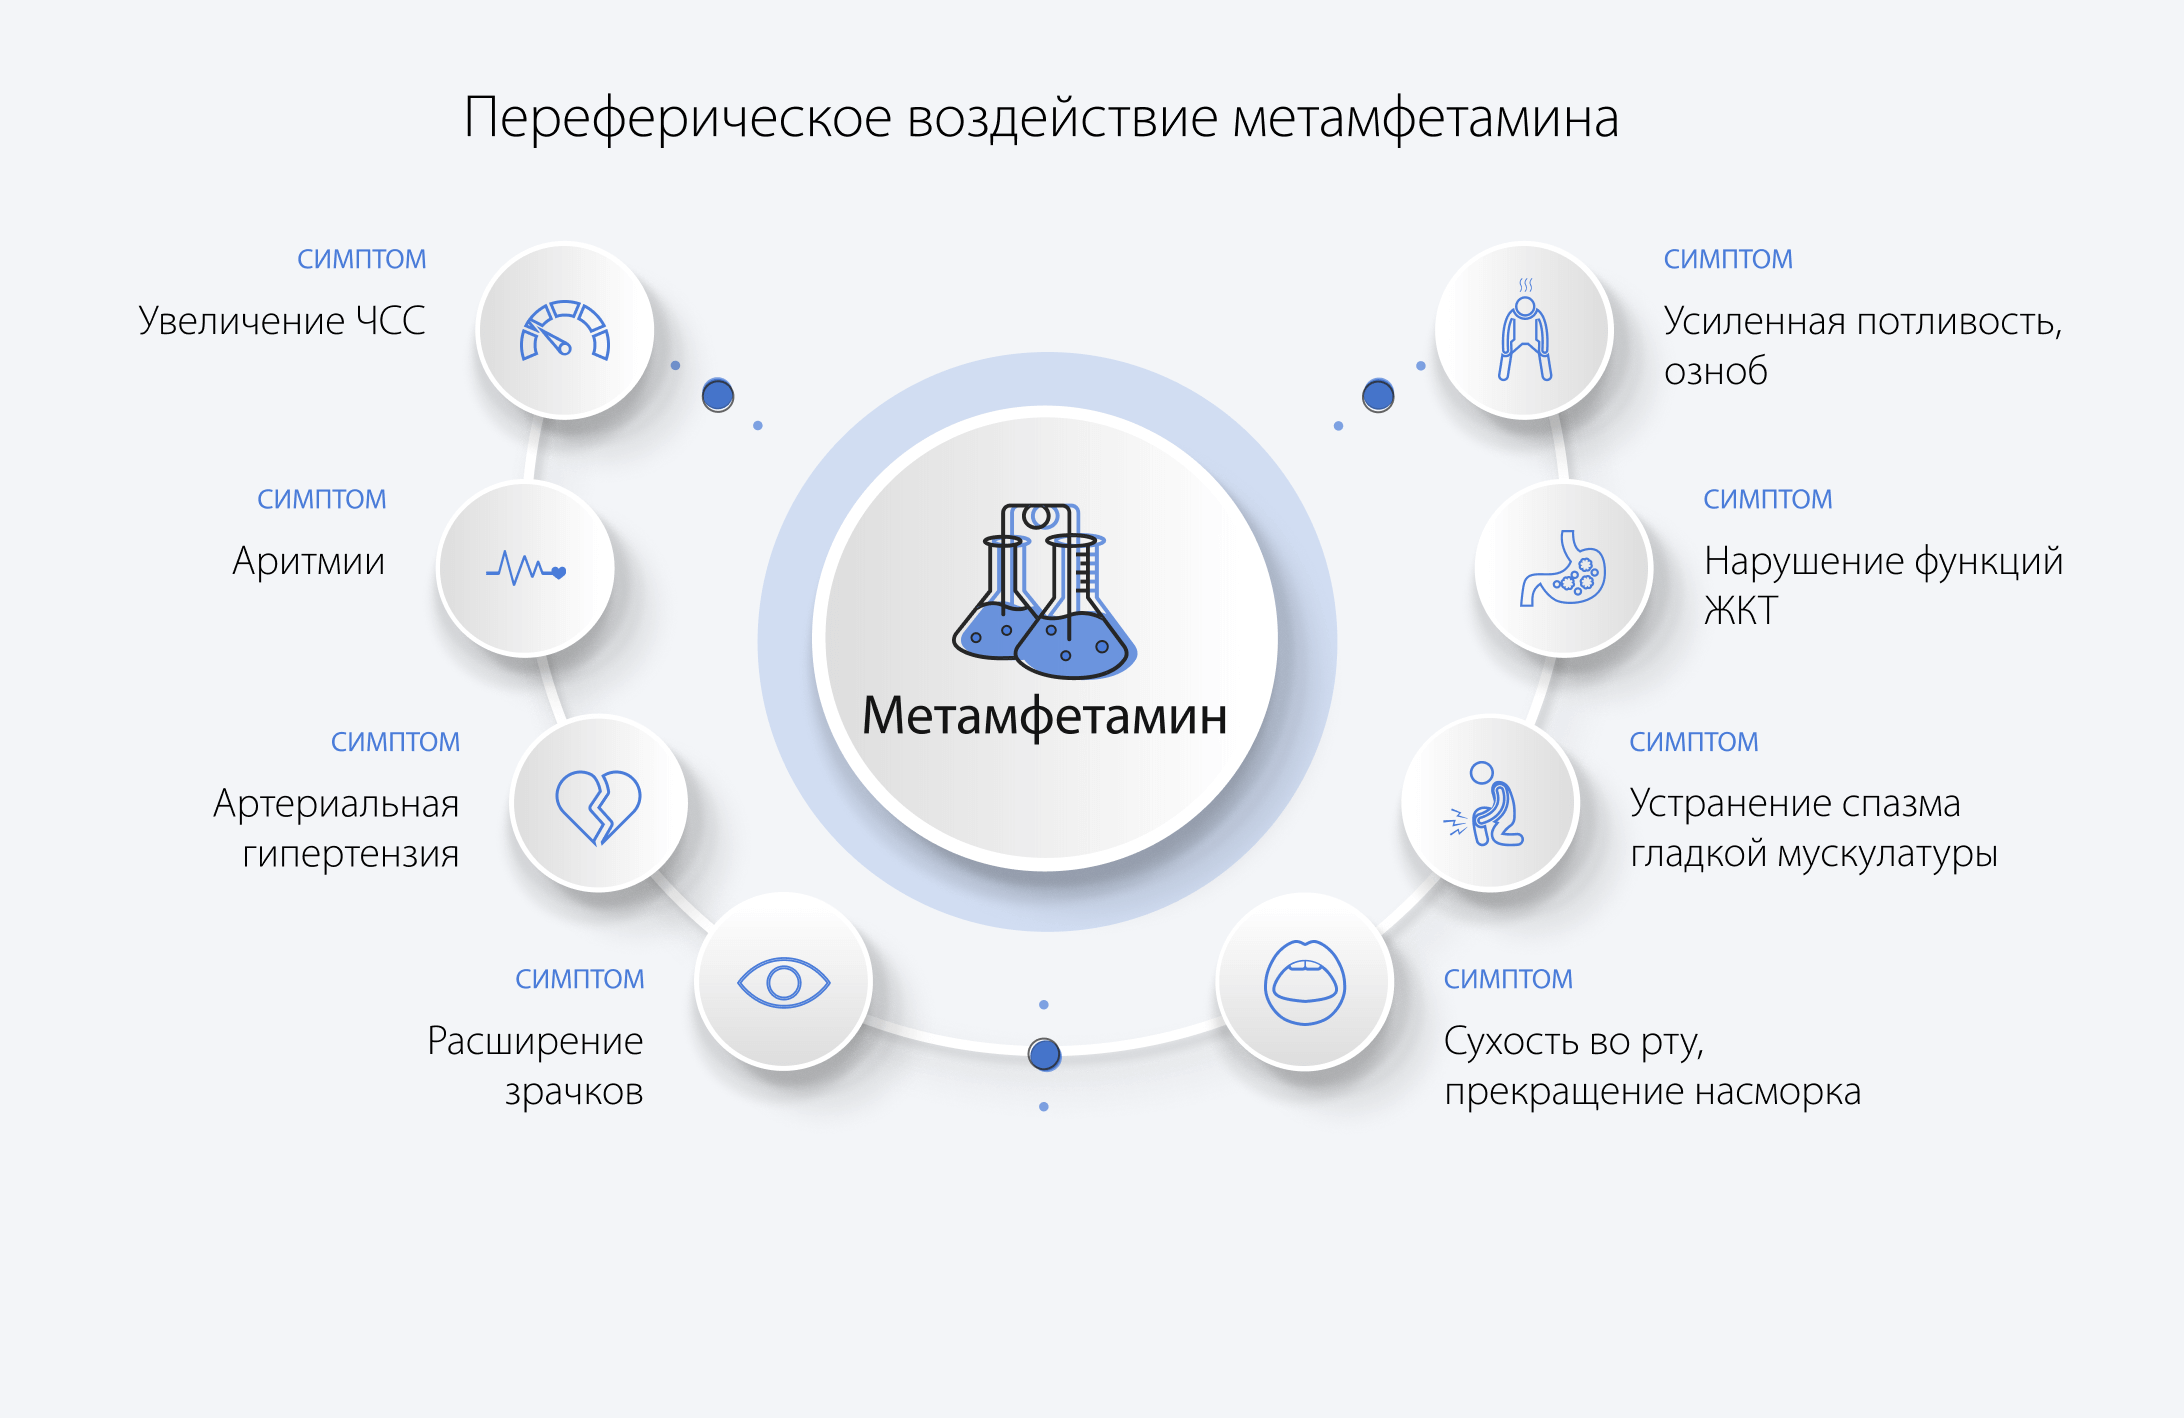 Переферическое воздействие метамфетамина
СИМПТОМ
Увеличение ЧСС
СИМПТОМ
Аритмии
СИМПТОМ
Артериальная
гипертензия
СИМПТОМ
Расширение
зрачков
Метамфетамин
СИМПТОМ
Усиленная потливость,
озноб
СИМПТОМ
Нарушение функций
ЖКТ
СИМПТОМ
Устранение спазма
гладкой мускулатуры
СИМПТОМ
Сухость во рту,
прекращение насморка